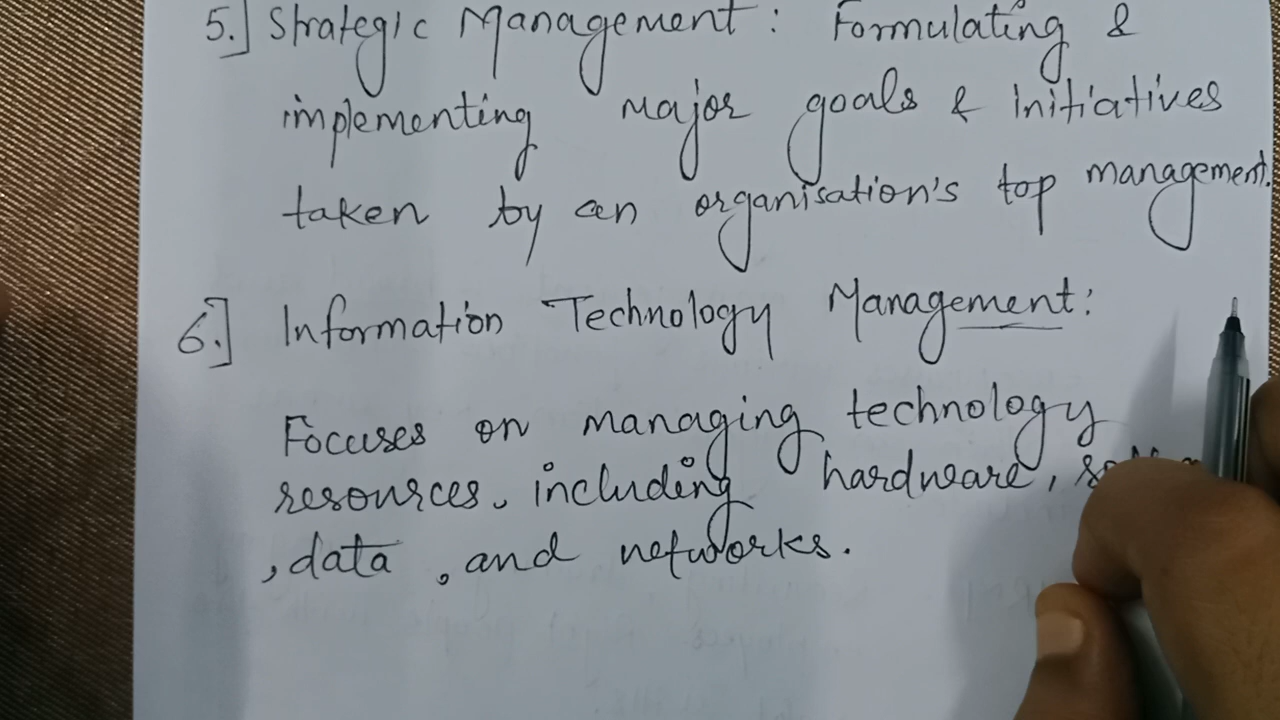 5.] Strategic Management: Formulating &
implementing major goals & initiatives
taken by an organisation's top management.
6.] Information Technology Management:
Focuses on managing technology
resources, including hardware,
, data , and networks.